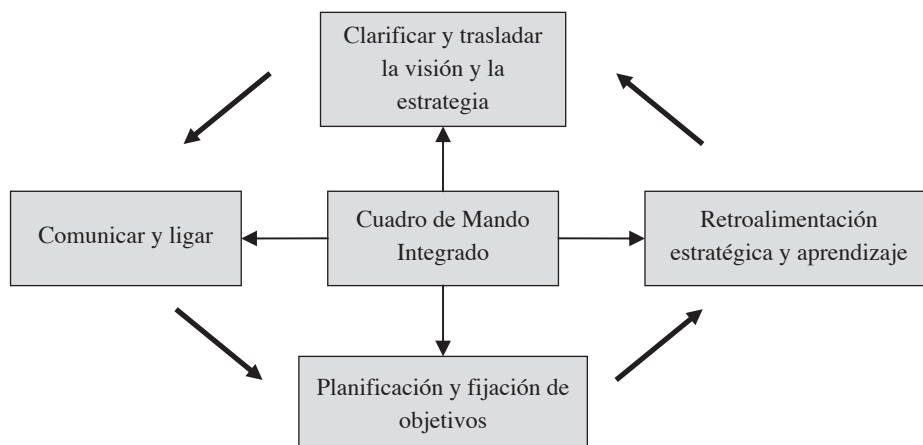 Clarificar y trasladar
la visión y la
estrategia
Comunicar y ligar
Cuadro de Mando
Integrado
Retroalimentación
estratégica y aprendizaje
Planificación y fijación de
objetivos